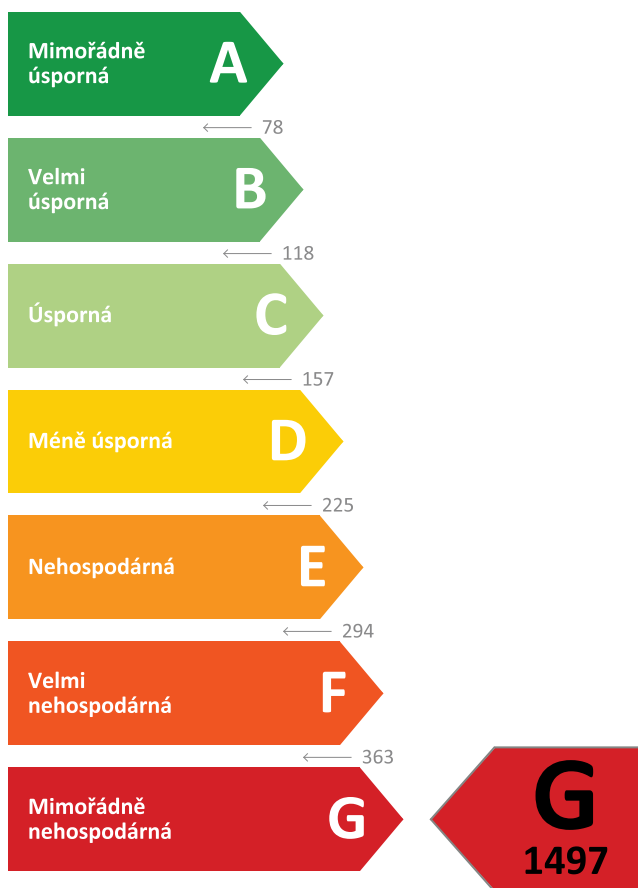 Mimořádně
úsporná
A
78
Velmi
úsporná
B
118
Úsporná
C
157
Méně úsporná
D
225
Nehospodárná
E
294
Velmi
nehospodárná
F
363
Mimořádně
nehospodárná
G
G
1497